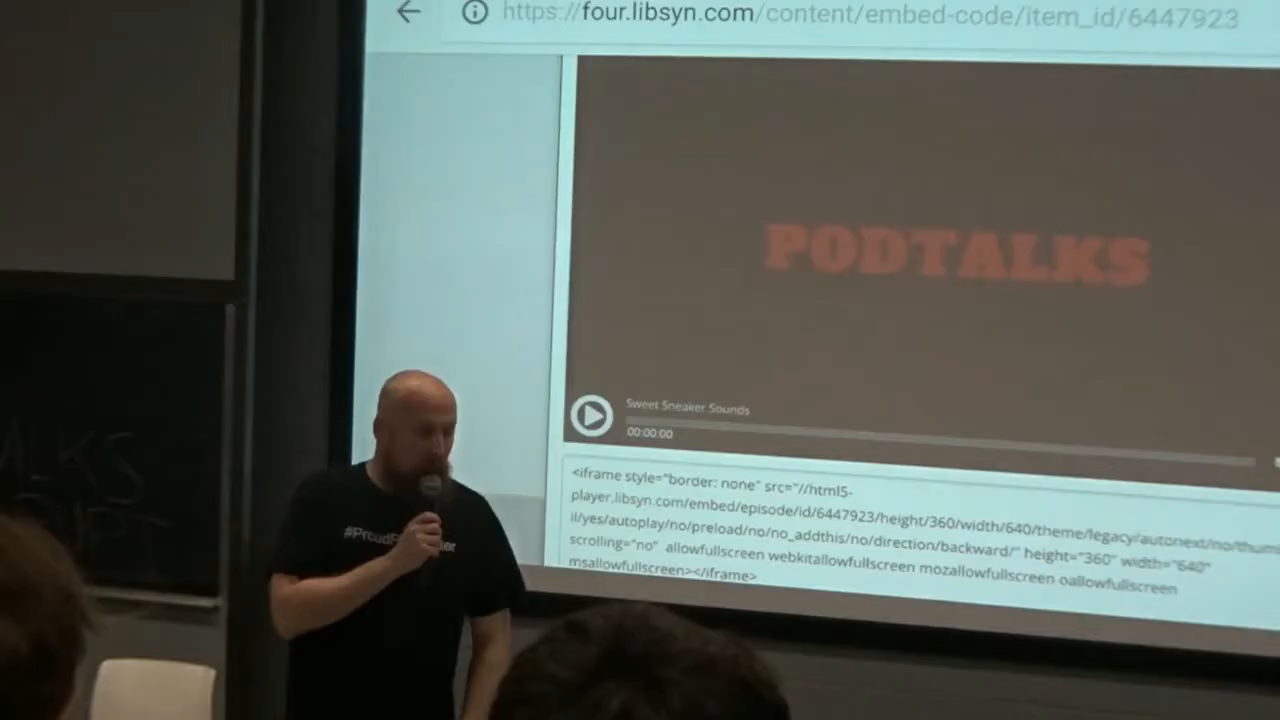 https://four.libsyn.com/content/embed-code/item_id/6447923
PODTALKS
Sweet Sneaker Sounds
00:00:00
<iframe style="border: none" src="//html5-
player.libsyn.com/embed/episode/id/6447923/height/360/width/640/theme/legacy/autonext/no/thum
il/yes/autoplay/no/preload/no/no_addthis/no/direction/backward/" height="360" width="640"
scrolling="no" allowfullscreen webkitallowfullscreen mozallowfullscreen oallowfullscreen
msallowfullscreen></iframe>